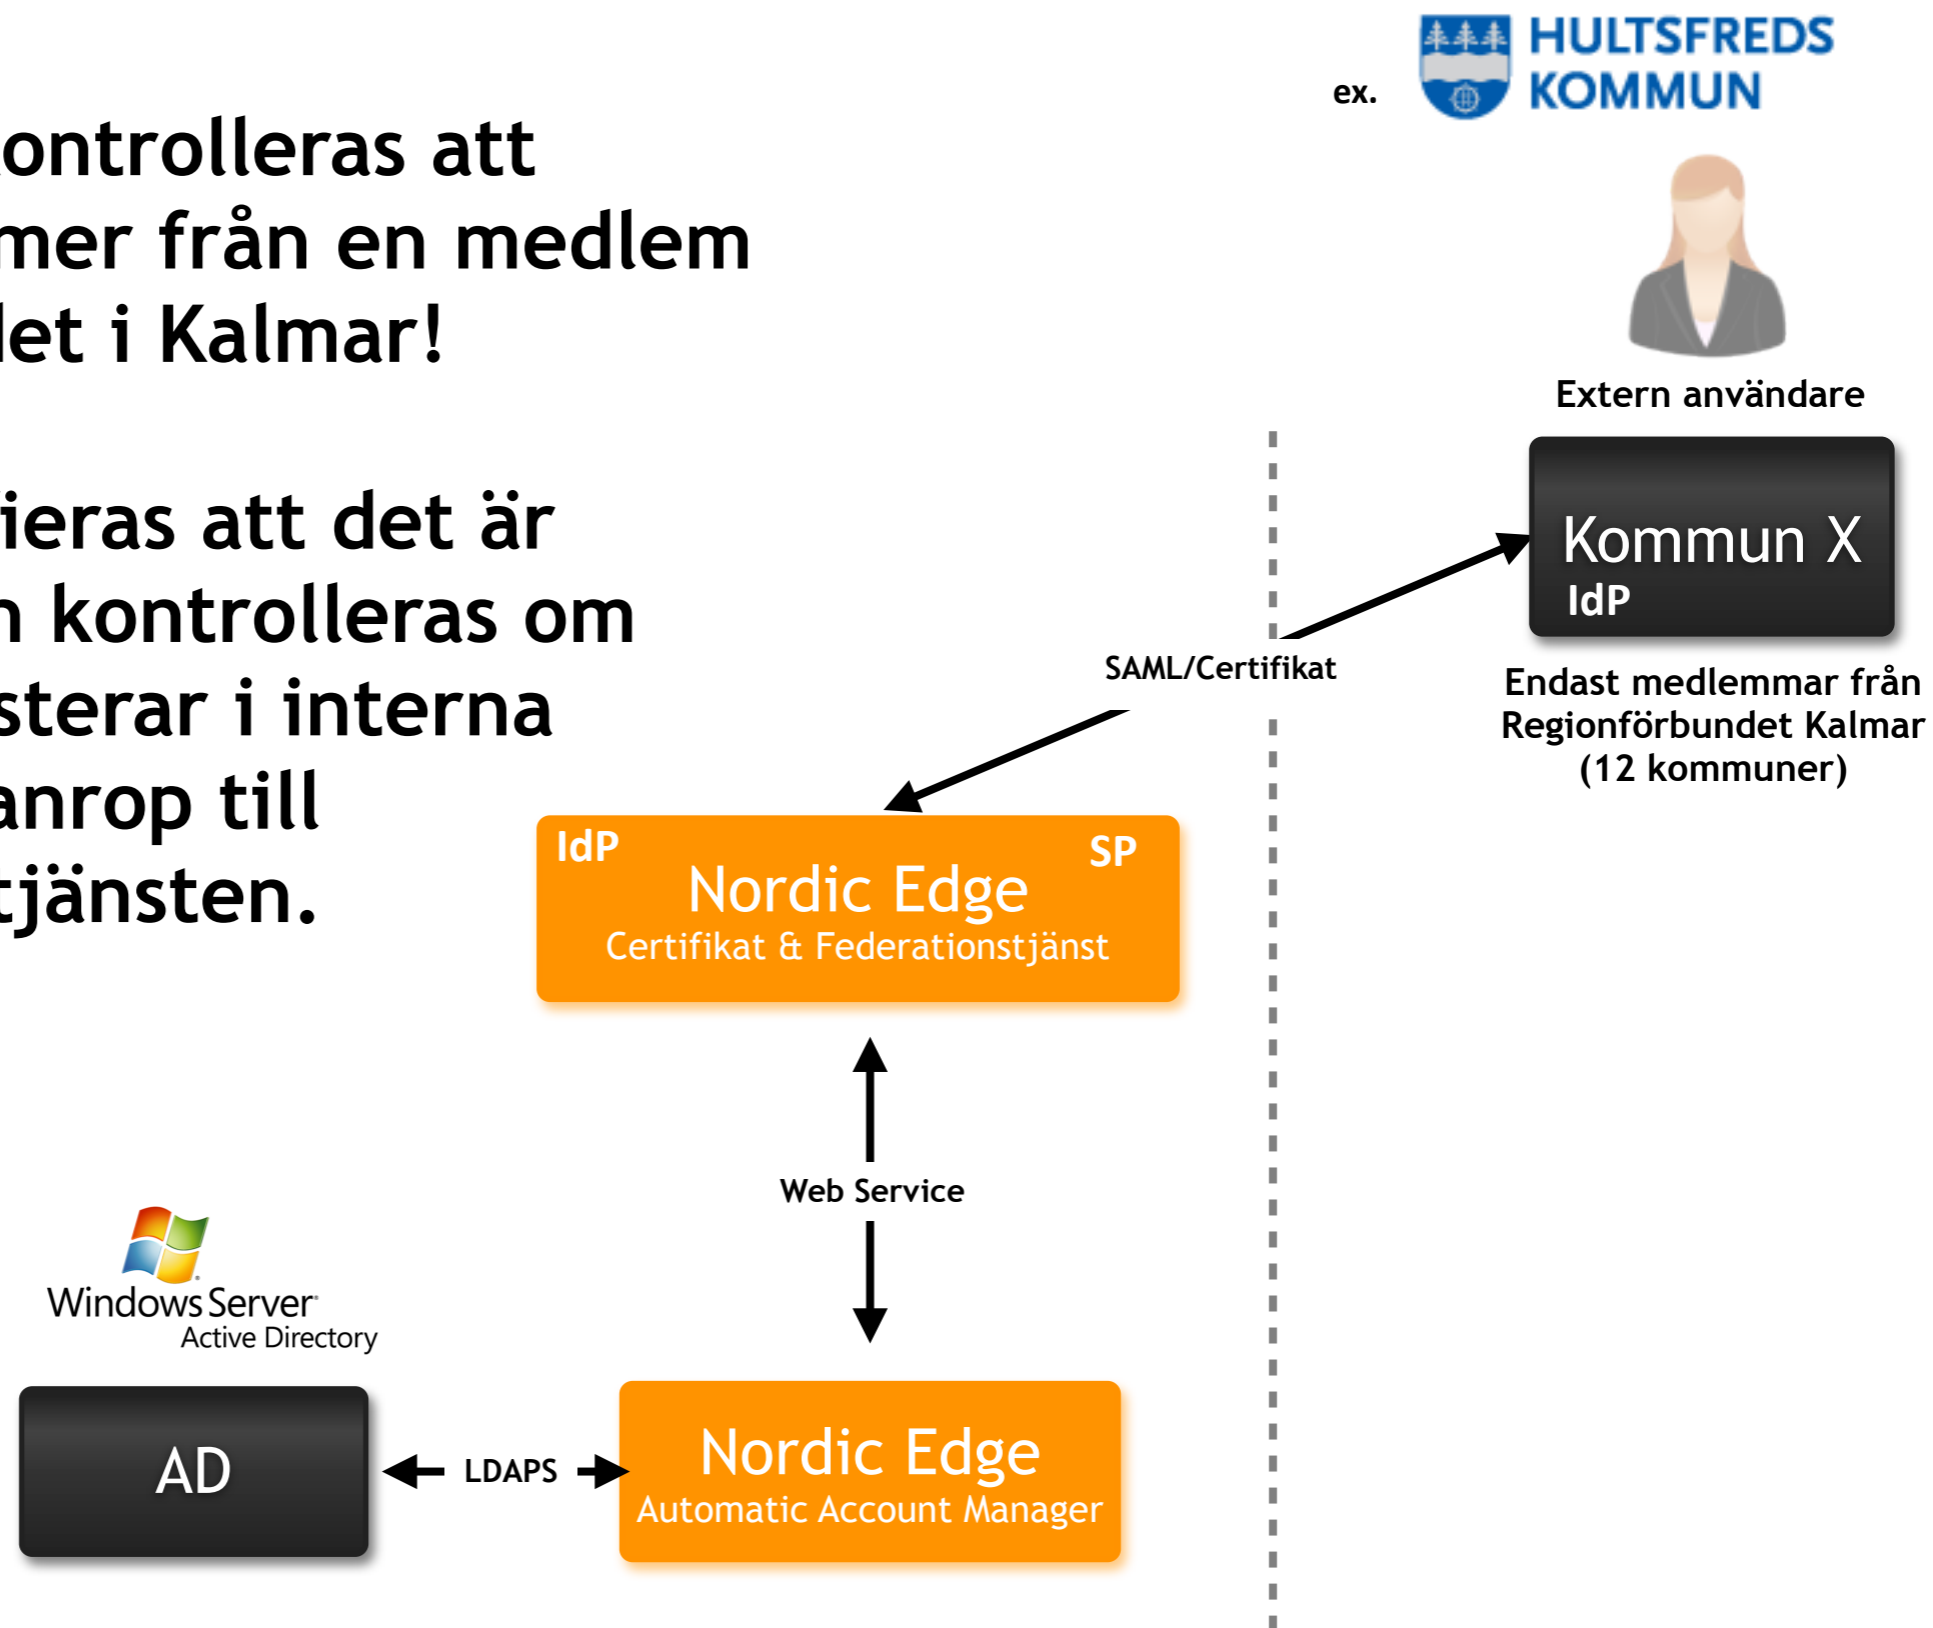 ex.
HULTSFREDS
KOMMUN
ontrolleras att
mer från en medlem
et i Kalmar!
ieras att det är
kontrolleras om
sterar i interna
anrop till
tjänsten.
Extern användare
Kommun X
IdP
Endast medlemmar från
Regionförbundet Kalmar
(12 kommuner)
SAML/Certifikat
IdP
SP
Nordic Edge
Certifikat & Federationstjänst
Web Service
Windows Server
Active Directory
AD
LDAPS
Nordic Edge
Automatic Account Manager